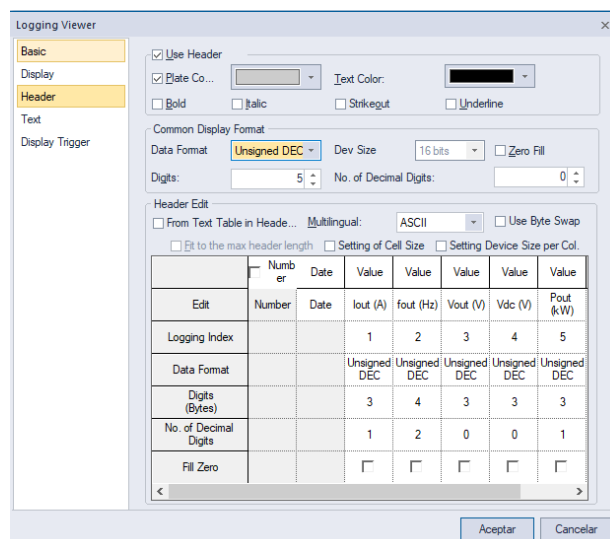 Logging Viewer
Basic
Display
Header
Text
Display Trigger
Use Header
Plate Co... Text Color:
Bold Italic Strikeout Underline
Common Display Format
Data Format Unsigned DEC Dev Size 16 bits Zero Fill
Digits: 5 No. of Decimal Digits: 0
Header Edit
From Text Table in Heade... Multilingual: ASCII Use Byte Swap
Fit to the max header length Setting of Cell Size Setting Device Size per Col.
Numb
er Date Value Value Value Value Value
Edit Number Date Iout (A) fout (Hz) Vout (V) Vdc (V) Pout
(kW)
Logging Index 1 2 3 4 5
Data Format Unsigned Unsigned Unsigned Unsigned Unsigned
DEC DEC DEC DEC DEC
Digits
(Bytes) 3 4 3 3 3
No. of Decimal
Digits 1 2 0 0 1
Fill Zero
Aceptar Cancelar